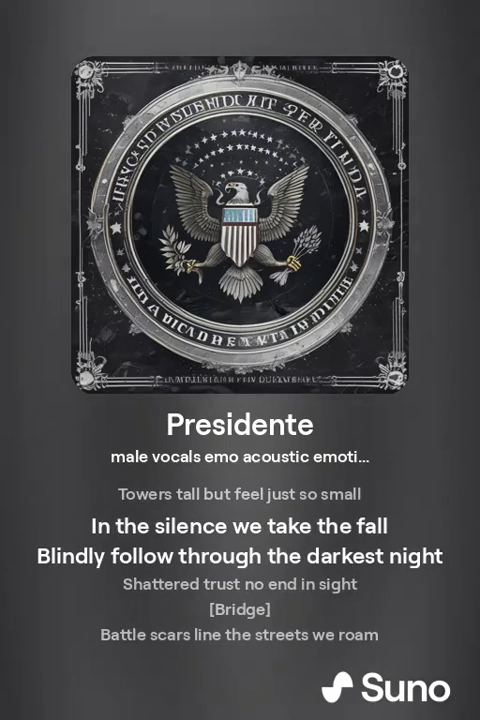 Presidente
male vocals emo acoustic emoti...
Towers tall but feel just so small
In the silence we take the fall
Blindly follow through the darkest night
Shattered trust no end in sight
[Bridge]
Battle scars line the streets we roam
Suno